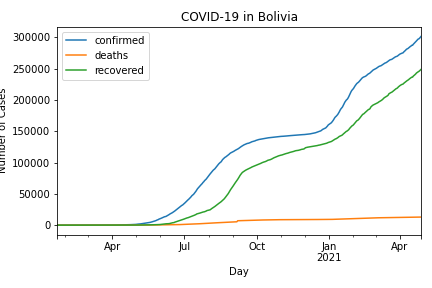 COVID-19 in Bolivia
confirmed
deaths
recovered
300000
250000
200000
150000
100000
50000
0
Number of Cases
Apr
Jul
Oct
Jan
2021
Apr
Day